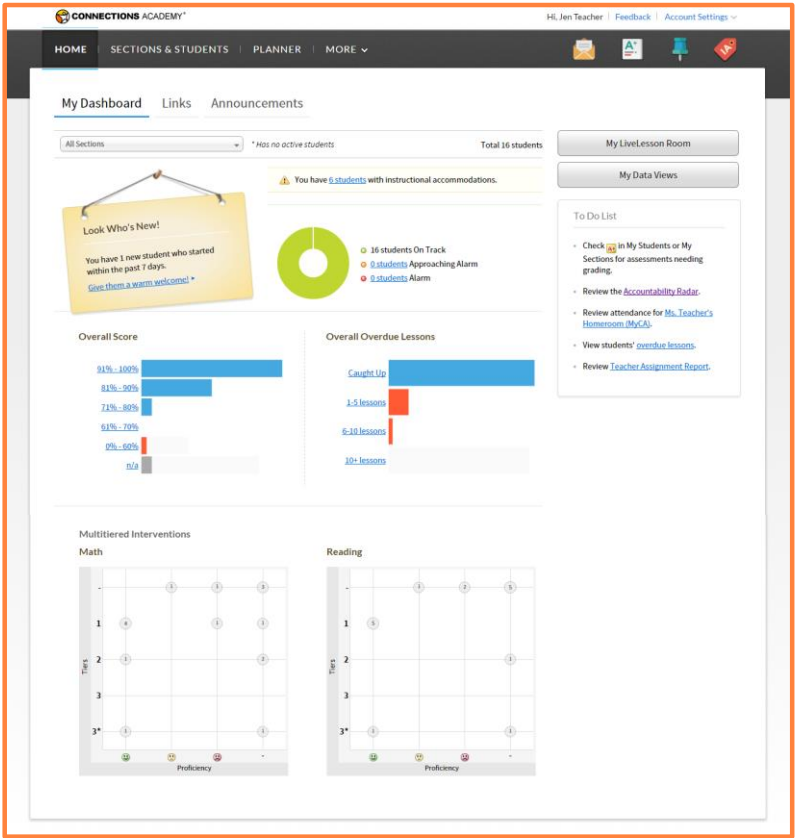 CONNECTIONS ACADEMY®
Hi, Jen Teacher | Feedback | Account Settings
HOME | SECTIONS & STUDENTS | PLANNER | MORE
A+
IA
My Dashboard Links Announcements
All Sections * Has no active students Total 16 students
My LiveLesson Room
My Data Views
You have 6 students with instructional accommodations.
Look Who's New!
You have 1 new student who started
within the past 7 days.
Give them a warm welcome!
16 students On Track
0 students Approaching Alarm
0 students Alarm
To Do List
Check A+ in My Students or My
Sections for assessments needing
grading.
Review the Accountability Radar.
Review attendance for Ms. Teacher's
Homeroom (MyCA).
View students' overdue lessons.
Review Teacher Assignment Report.
Overall Score
91% - 100%
81% - 90%
71% - 80%
61% - 70%
0% - 60%
n/a
Overall Overdue Lessons
Caught Up
1-5 lessons
6-10 lessons
10+ lessons
Multitiered Interventions
Math
-
1
2
3
3*
Tiers
-
Proficiency
Reading
- 2 5
1 5
2
3
3*
Tiers
-
Proficiency